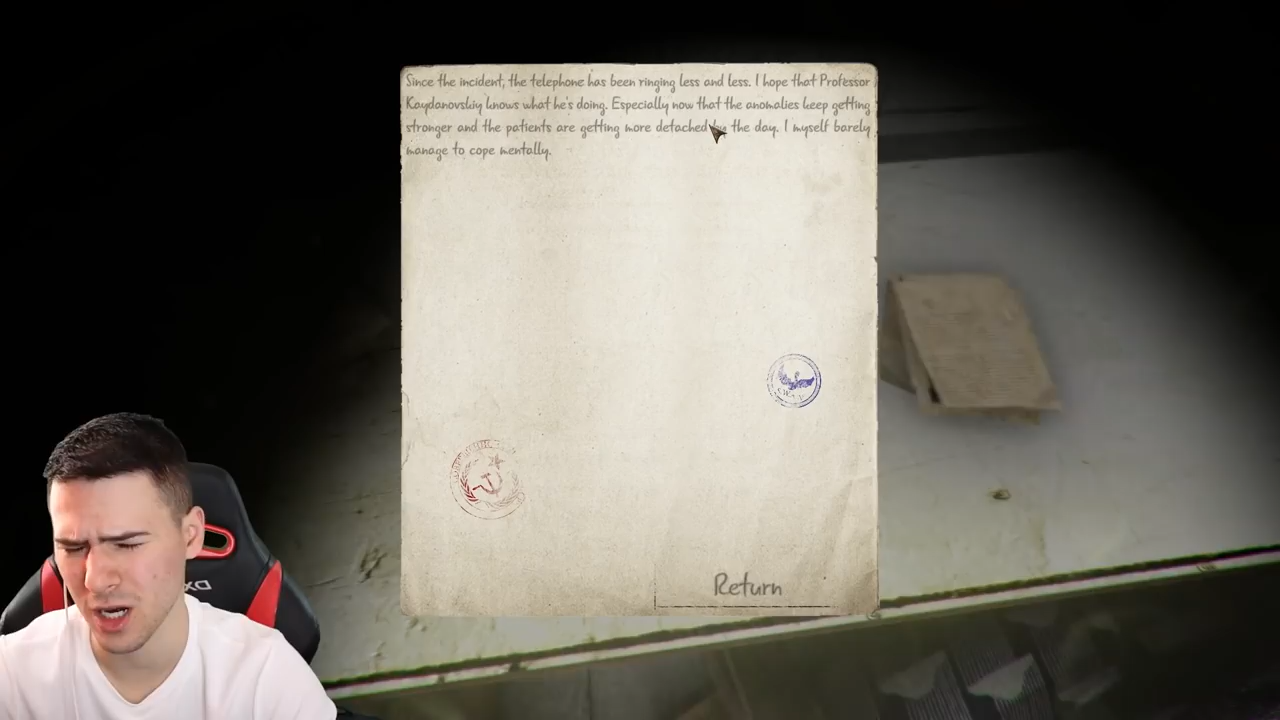 Since the incident, the telephone has been ringing less and less. I hope that Professor
Kaydanovskiy knows what he's doing. Especially now that the anomalies keep getting
stronger and the patients are getting more detached by the day. I myself barely
manage to cope mentally.
Return